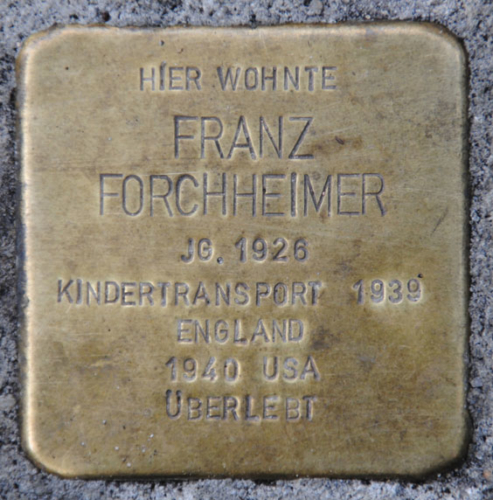 HIER WOHNTE
FRANZ
FORCHHEIMER
JG. 1926
KINDERTRANSPORT 1939
ENGLAND
1940 USA
ÜBERLEBT